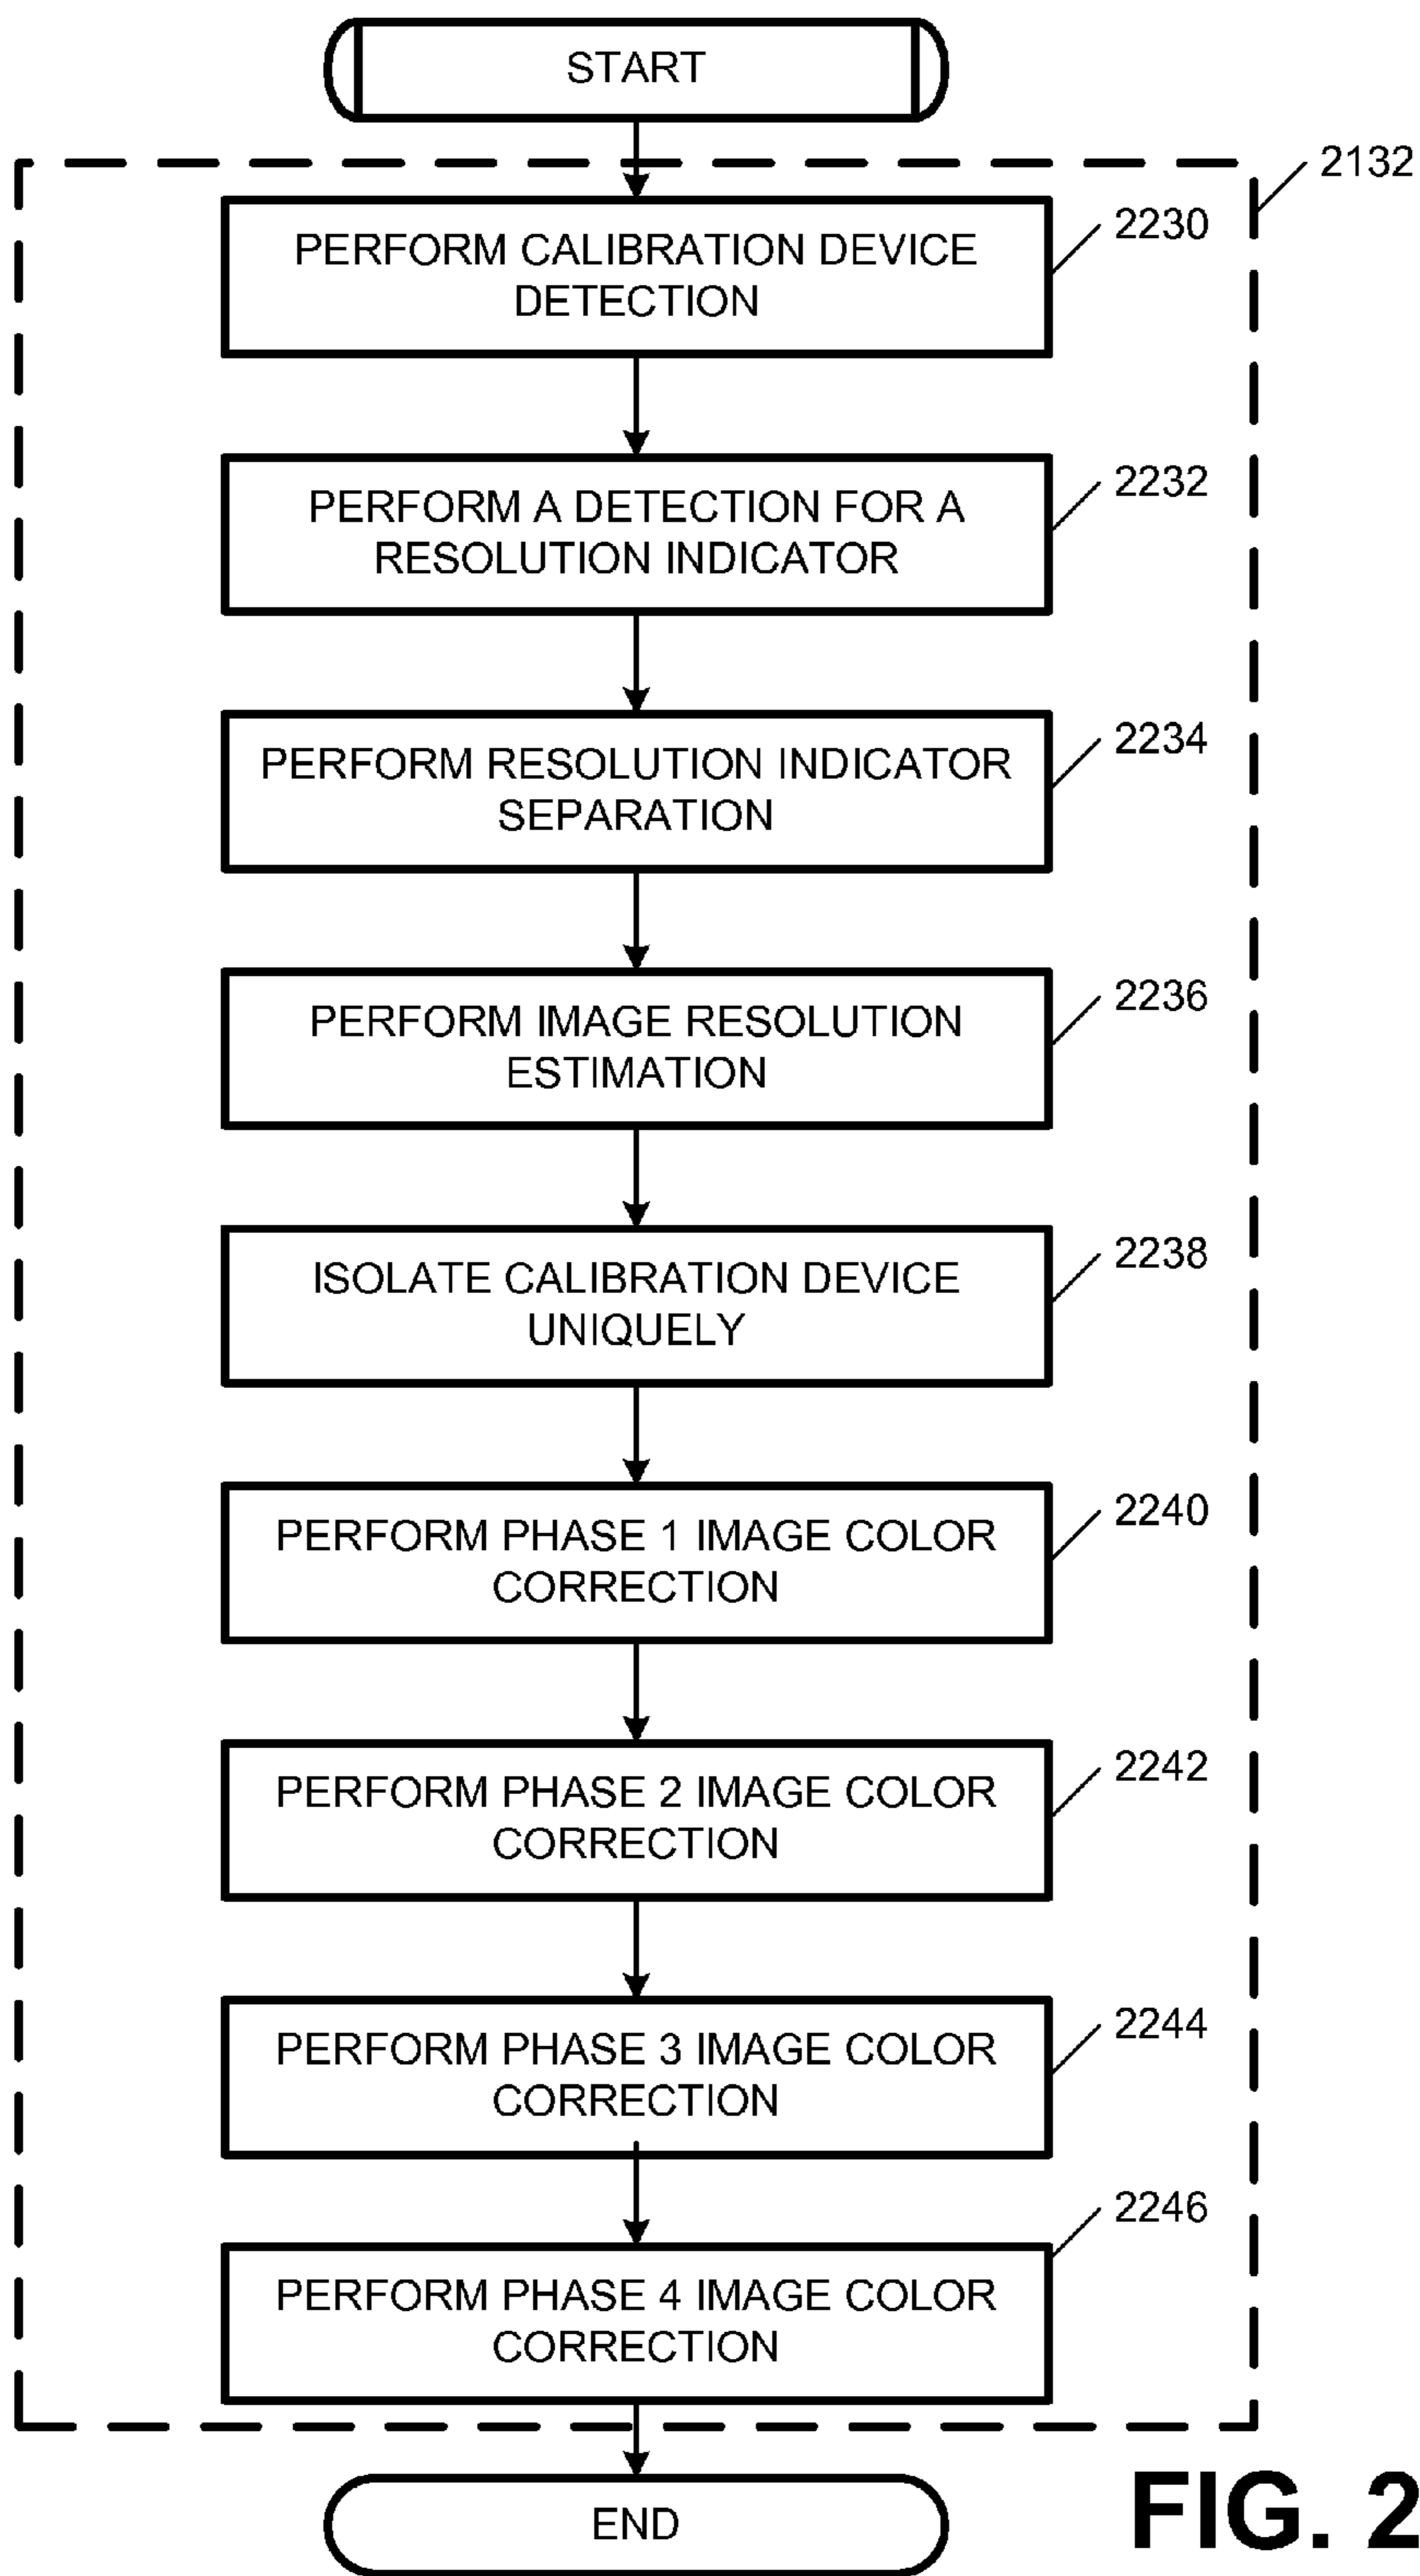 START
2132
PERFORM CALIBRATION DEVICE
DETECTION
2230
PERFORM A DETECTION FOR A
RESOLUTION INDICATOR
2232
PERFORM RESOLUTION INDICATOR
SEPARATION
2234
PERFORM IMAGE RESOLUTION
ESTIMATION
2236
ISOLATE CALIBRATION DEVICE
UNIQUELY
2238
PERFORM PHASE 1 IMAGE COLOR
CORRECTION
2240
PERFORM PHASE 2 IMAGE COLOR
CORRECTION
2242
PERFORM PHASE 3 IMAGE COLOR
CORRECTION
2244
PERFORM PHASE 4 IMAGE COLOR
CORRECTION
2246
END
FIG. 2